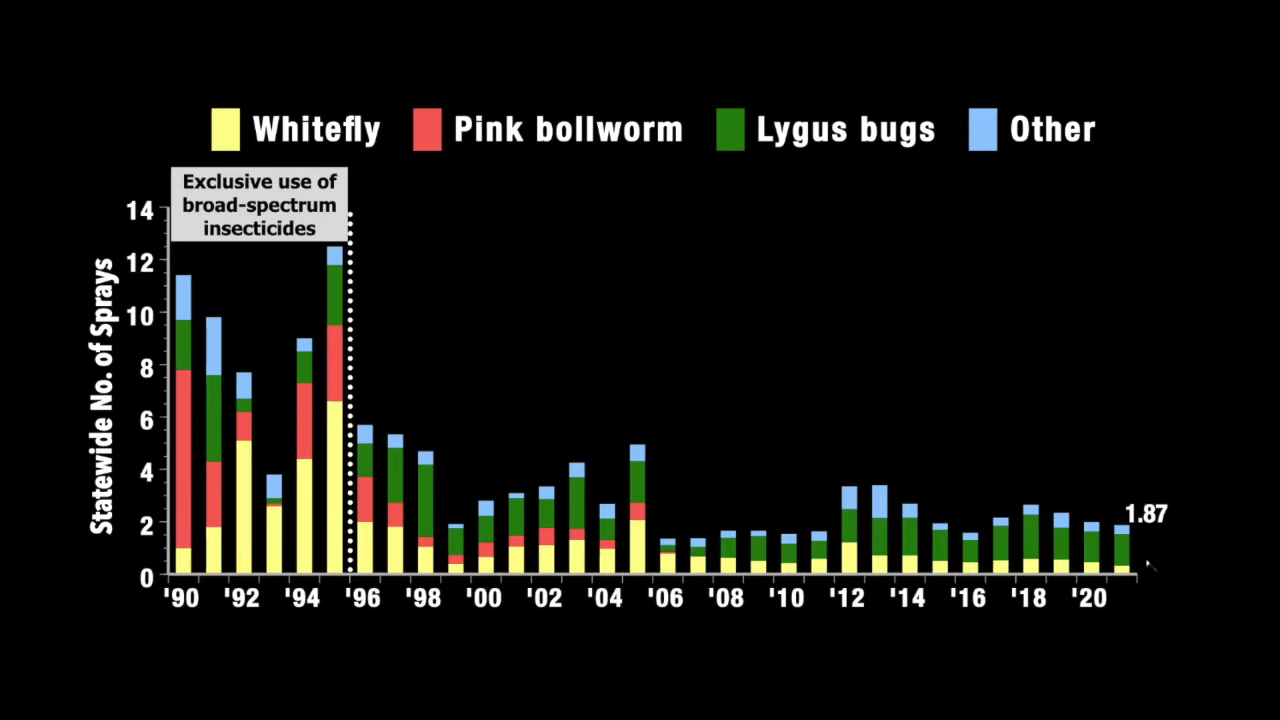 Whitefly Pink bollworm Lygus bugs Other
Exclusive use of
broad-spectrum
insecticides
Statewide No. of Sprays
14
12
10
8
6
4
2
0
1.87
'90 '92 '94 '96 '98 '00 '02 '04 '06 '08 '10 '12 '14 '16 '18 '20